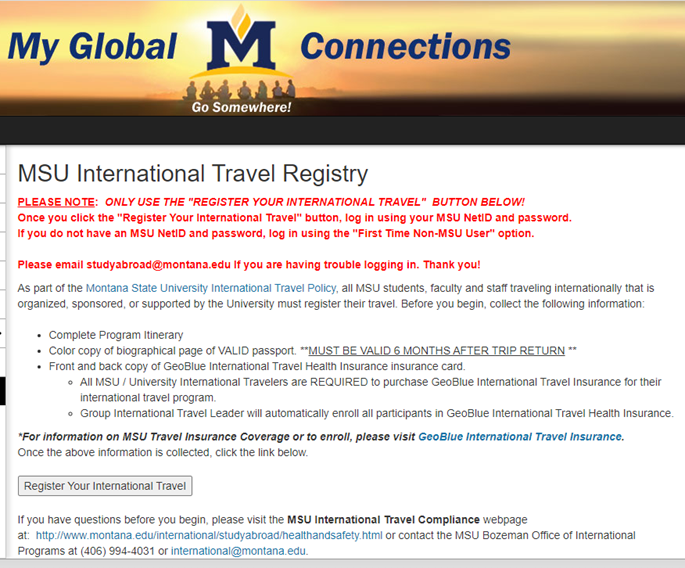 My Global M Connections
Go Somewhere!
MSU International Travel Registry
PLEASE NOTE:  ONLY USE THE "REGISTER YOUR INTERNATIONAL TRAVEL"  BUTTON BELOW!
Once you click the "Register Your International Travel" button, log in using your MSU NetID and password.
If you do not have an MSU NetID and password, log in using the "First Time Non-MSU User" option.
Please email studyabroad@montana.edu If you are having trouble logging in. Thank you!
As part of the Montana State University International Travel Policy, all MSU students, faculty and staff traveling internationally that is
organized, sponsored, or supported by the University must register their travel. Before you begin, collect the following information:
• Complete Program Itinerary
• Color copy of biographical page of VALID passport. **MUST BE VALID 6 MONTHS AFTER TRIP RETURN **
• Front and back copy of GeoBlue International Travel Health Insurance insurance card.
◦ All MSU / University International Travelers are REQUIRED to purchase GeoBlue International Travel Insurance for their
international travel program.
◦ Group International Travel Leader will automatically enroll all participants in GeoBlue International Travel Health Insurance.
*For information on MSU Travel Insurance Coverage or to enroll, please visit GeoBlue International Travel Insurance.
Once the above information is collected, click the link below.
Register Your International Travel
If you have questions before you begin, please visit the MSU International Travel Compliance webpage
at:  http://www.montana.edu/international/studyabroad/healthandsafety.html or contact the MSU Bozeman Office of International
Programs at (406) 994-4031 or international@montana.edu.